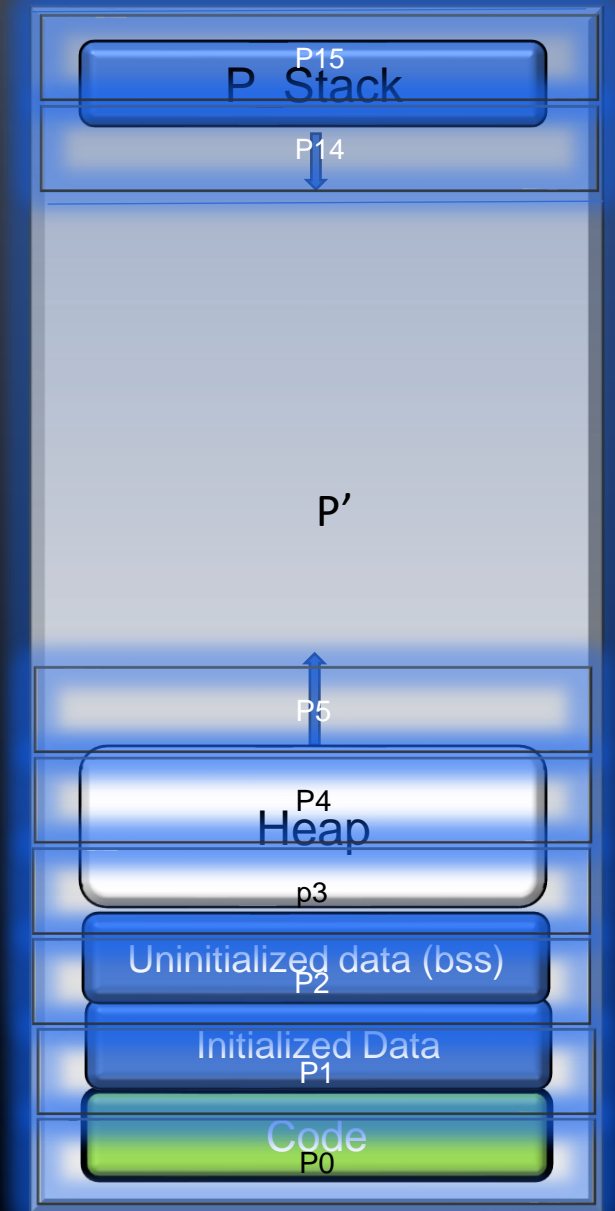 P15
P Stack
P14
P’
P5
P4
Heap
p3
Uninitialized data (bss)
P2
Initialized Data
P1
Code
P0